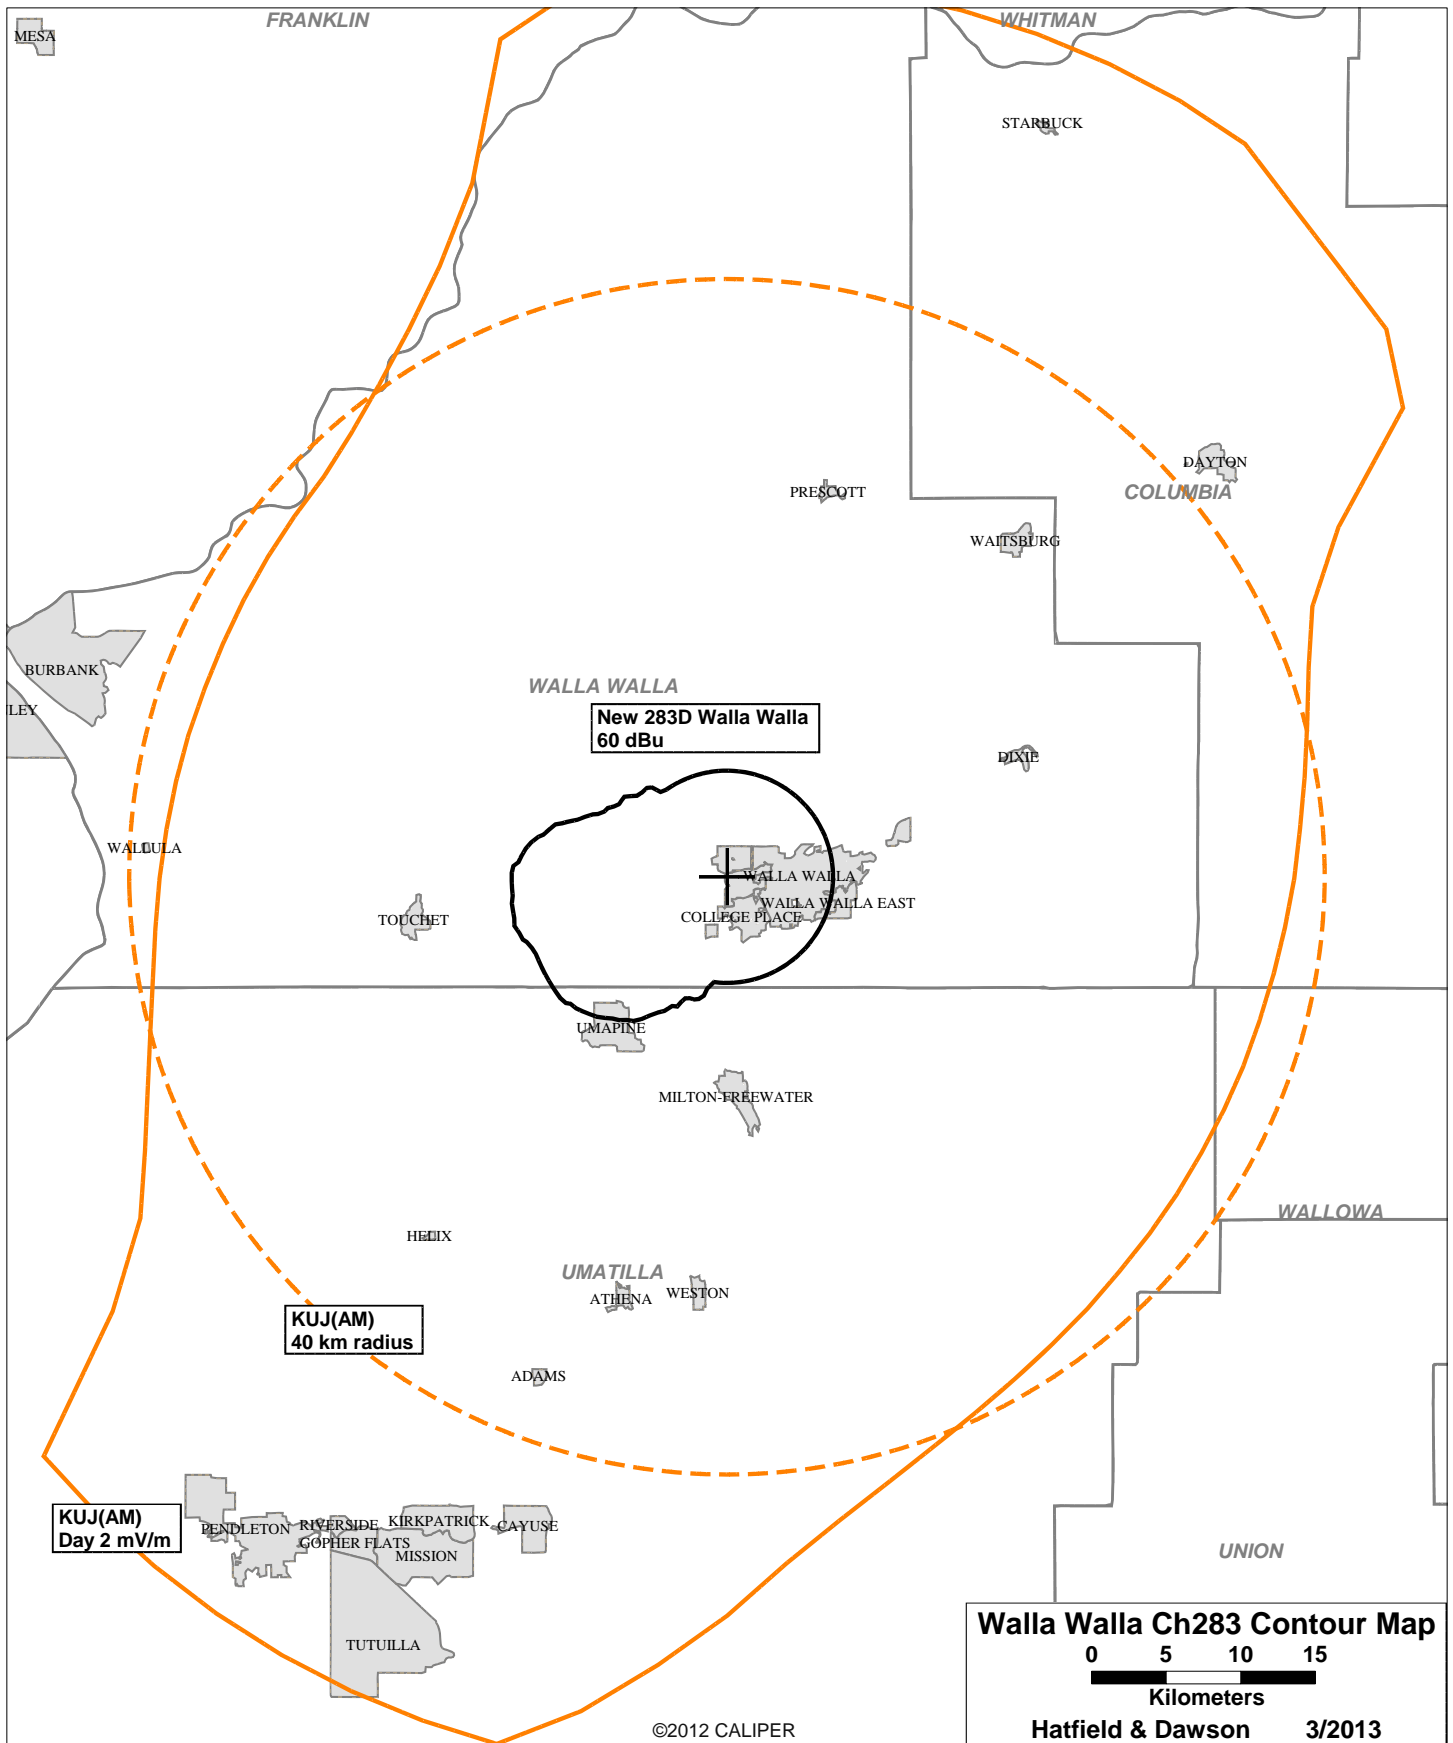 FRANKLIN
WHITMAN
MESA
STARBUCK
DAYTON
COLUMBIA
PRESCOTT
WAITSBURG
BURBANK
WALLA WALLA
LEY
New 283D Walla Walla
60 dBu
DIXIE
WALLULA
WALLA WALLA
WALLA WALLA EAST
COLLEGE PLACE
TOUCHET
UMAPINE
MILTON-FREEWATER
WALLOWA
HELIX
UMATILLA
ATHENA
WESTON
KUJ(AM)
40 km radius
ADAMS
KUJ(AM)
Day 2 mV/m
PENDLETON
RIVERSIDE
KIRKPATRICK
CAYUSE
GOPHER FLATS
MISSION
UNION
TUTUILLA
Walla Walla Ch283 Contour Map
0 5 10 15
Kilometers
Hatfield & Dawson 3/2013
©2012 CALIPER